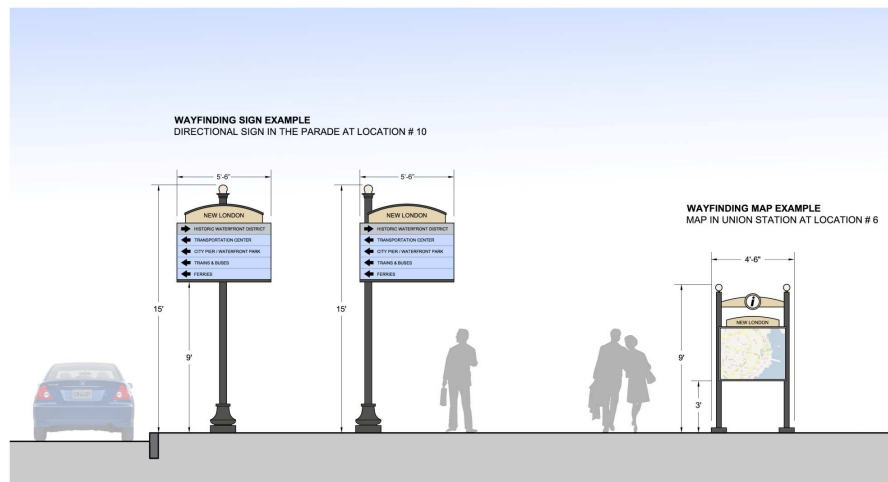 WAYFINDING SIGN EXAMPLE
DIRECTIONAL SIGN IN THE PARADE AT LOCATION # 10
5'-6"
15'
9'
NEW LONDON
HISTORIC WATERFRONT DISTRICT
TRANSPORTATION CENTER
CITY PIER / WATERFRONT PARK
TRAINS & BUSES
FERRIES
5'-6"
15'
NEW LONDON
HISTORIC WATERFRONT DISTRICT
TRANSPORTATION CENTER
CITY PIER / WATERFRONT PARK
TRAINS & BUSES
FERRIES
WAYFINDING MAP EXAMPLE
MAP IN UNION STATION AT LOCATION # 6
4'-6"
9'
3'
i
NEW LONDON